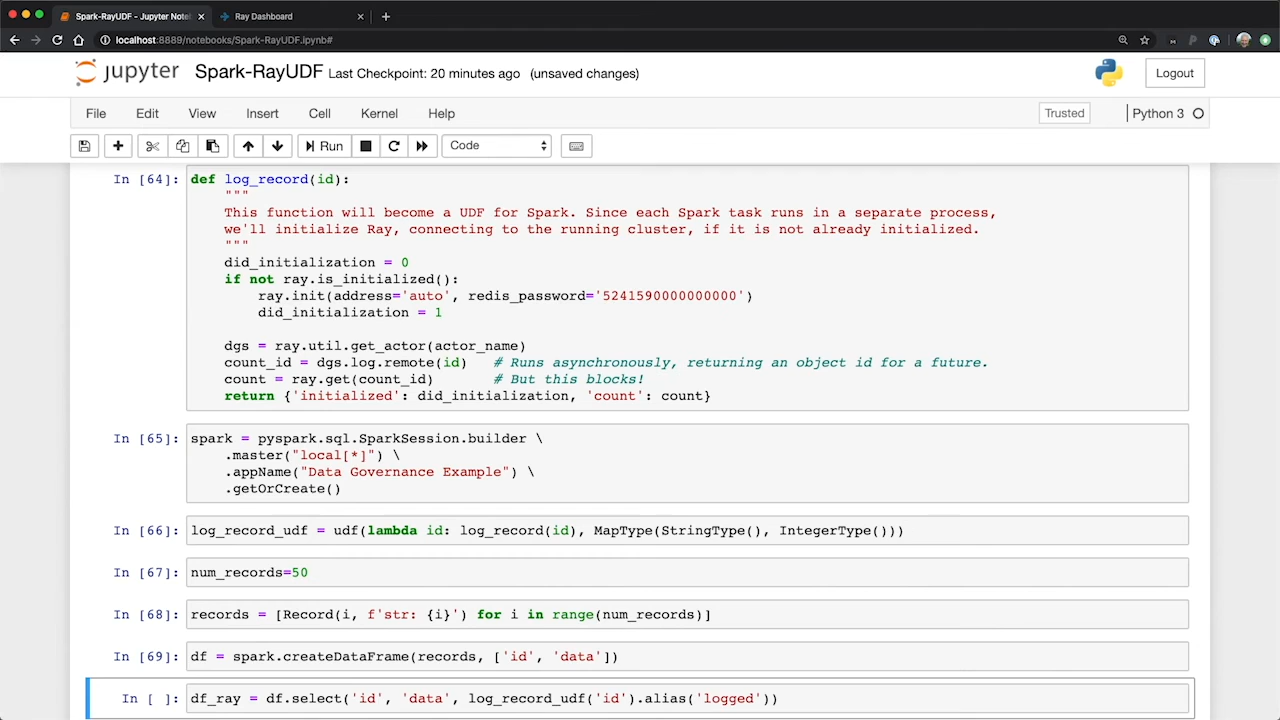 Spark-RayUDF - Jupyter Noteb
Ray Dashboard
localhost:8889/notebooks/Spark-RayUDF.ipynb#
jupyter Spark-RayUDF Last Checkpoint: 20 minutes ago (unsaved changes)
Logout
File Edit View Insert Cell Kernel Help
Trusted Python 3
Run Code
In [64]: def log_record(id):
"""
This function will become a UDF for Spark. Since each Spark task runs in a separate process,
we'll initialize Ray, connecting to the running cluster, if it is not already initialized.
"""
did_initialization = 0
if not ray.is_initialized():
ray.init(address='auto', redis_password='5241590000000000')
did_initialization = 1
dgs = ray.util.get_actor(actor_name)
count_id = dgs.log.remote(id) # Runs asynchronously, returning an object id for a future.
count = ray.get(count_id) # But this blocks!
return {'initialized': did_initialization, 'count': count}
In [65]: spark = pyspark.sql.SparkSession.builder \
.master("local[*]") \
.appName("Data Governance Example") \
.getOrCreate()
In [66]: log_record_udf = udf(lambda id: log_record(id), MapType(StringType(), IntegerType()))
In [67]: num_records=50
In [68]: records = [Record(i, f'str: {i}') for i in range(num_records)]
In [69]: df = spark.createDataFrame(records, ['id', 'data'])
In [ ]: df_ray = df.select('id', 'data', log_record_udf('id').alias('logged'))